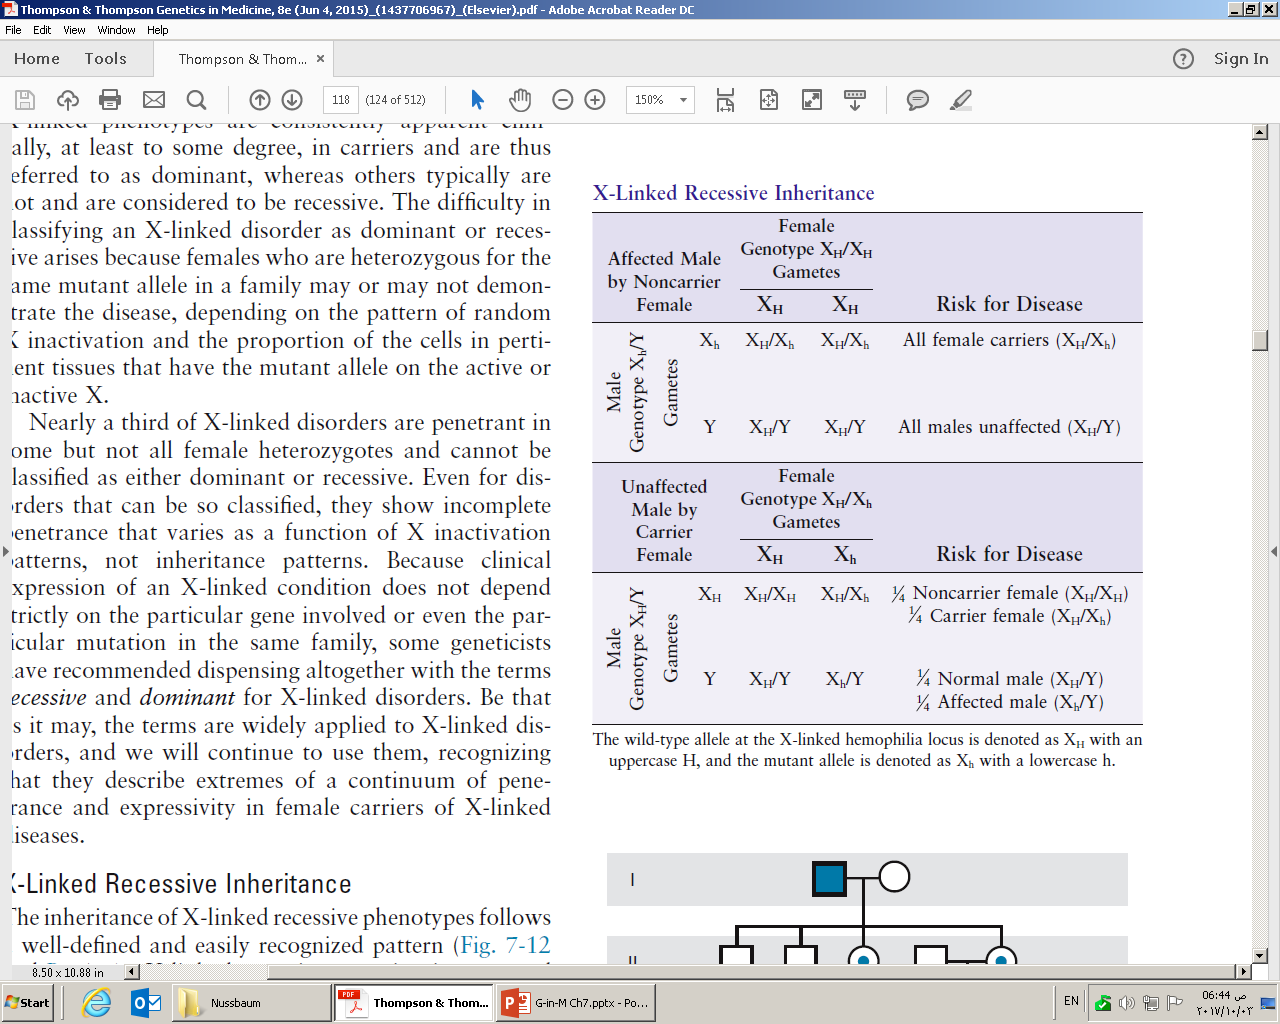 Thompson & Thompson Genetics in Medicine, 8e (Jun 4, 2015)_(1437706967)_(Elsevier).pdf - Adobe Acrobat Reader DC
File Edit View Window Help
Home Tools Thompson & Thom... × Sign In
118 (124 of 512) 150%
X-linked phenotypes are consistently apparent clini-
ally, at least to some degree, in carriers and are thus
eferred to as dominant, whereas others typically are
ot and are considered to be recessive. The difficulty in
lassifying an X-linked disorder as dominant or reces-
ive arises because females who are heterozygous for the
ame mutant allele in a family may or may not demon-
trate the disease, depending on the pattern of random
X inactivation and the proportion of the cells in perti-
ent tissues that have the mutant allele on the active or
nactive X.
Nearly a third of X-linked disorders are penetrant in
ome but not all female heterozygotes and cannot be
lassified as either dominant or recessive. Even for dis-
orders that can be so classified, they show incomplete
penetrance that varies as a function of X inactivation
patterns, not inheritance patterns. Because clinical
expression of an X-linked condition does not depend
trictly on the particular gene involved or even the par-
icular mutation in the same family, some geneticists
have recommended dispensing altogether with the terms
recessive and dominant for X-linked disorders. Be that
as it may, the terms are widely applied to X-linked dis-
orders, and we will continue to use them, recognizing
that they describe extremes of a continuum of pene-
trance and expressivity in female carriers of X-linked
diseases.
X-Linked Recessive Inheritance
The inheritance of X-linked recessive phenotypes follows
well-defined and easily recognized pattern (Fig. 7-12
X-Linked Recessive Inheritance
Affected Male
by Noncarrier
Female
Female
Genotype XH/XH
Gametes
XH XH Risk for Disease
Male
Genotype Xh/Y
Gametes
Xh XH/Xh XH/Xh All female carriers (XH/Xh)
Y XH/Y XH/Y All males unaffected (XH/Y)
Unaffected
Male by
Carrier
Female
Female
Genotype XH/Xh
Gametes
XH Xh Risk for Disease
Male
Genotype XH/Y
Gametes
XH XH/XH XH/Xh ¼ Noncarrier female (XH/XH)
¼ Carrier female (XH/Xh)
Y XH/Y Xh/Y ¼ Normal male (XH/Y)
¼ Affected male (Xh/Y)
The wild-type allele at the X-linked hemophilia locus is denoted as XH with an
uppercase H, and the mutant allele is denoted as Xh with a lowercase h.
I
II
8.50 x 10.88 in
Start Nussbaum Thompson & Thom... G-in-M Ch7.pptx - Po... EN ص 06:44
٢٠١٧/١٠/٠٣